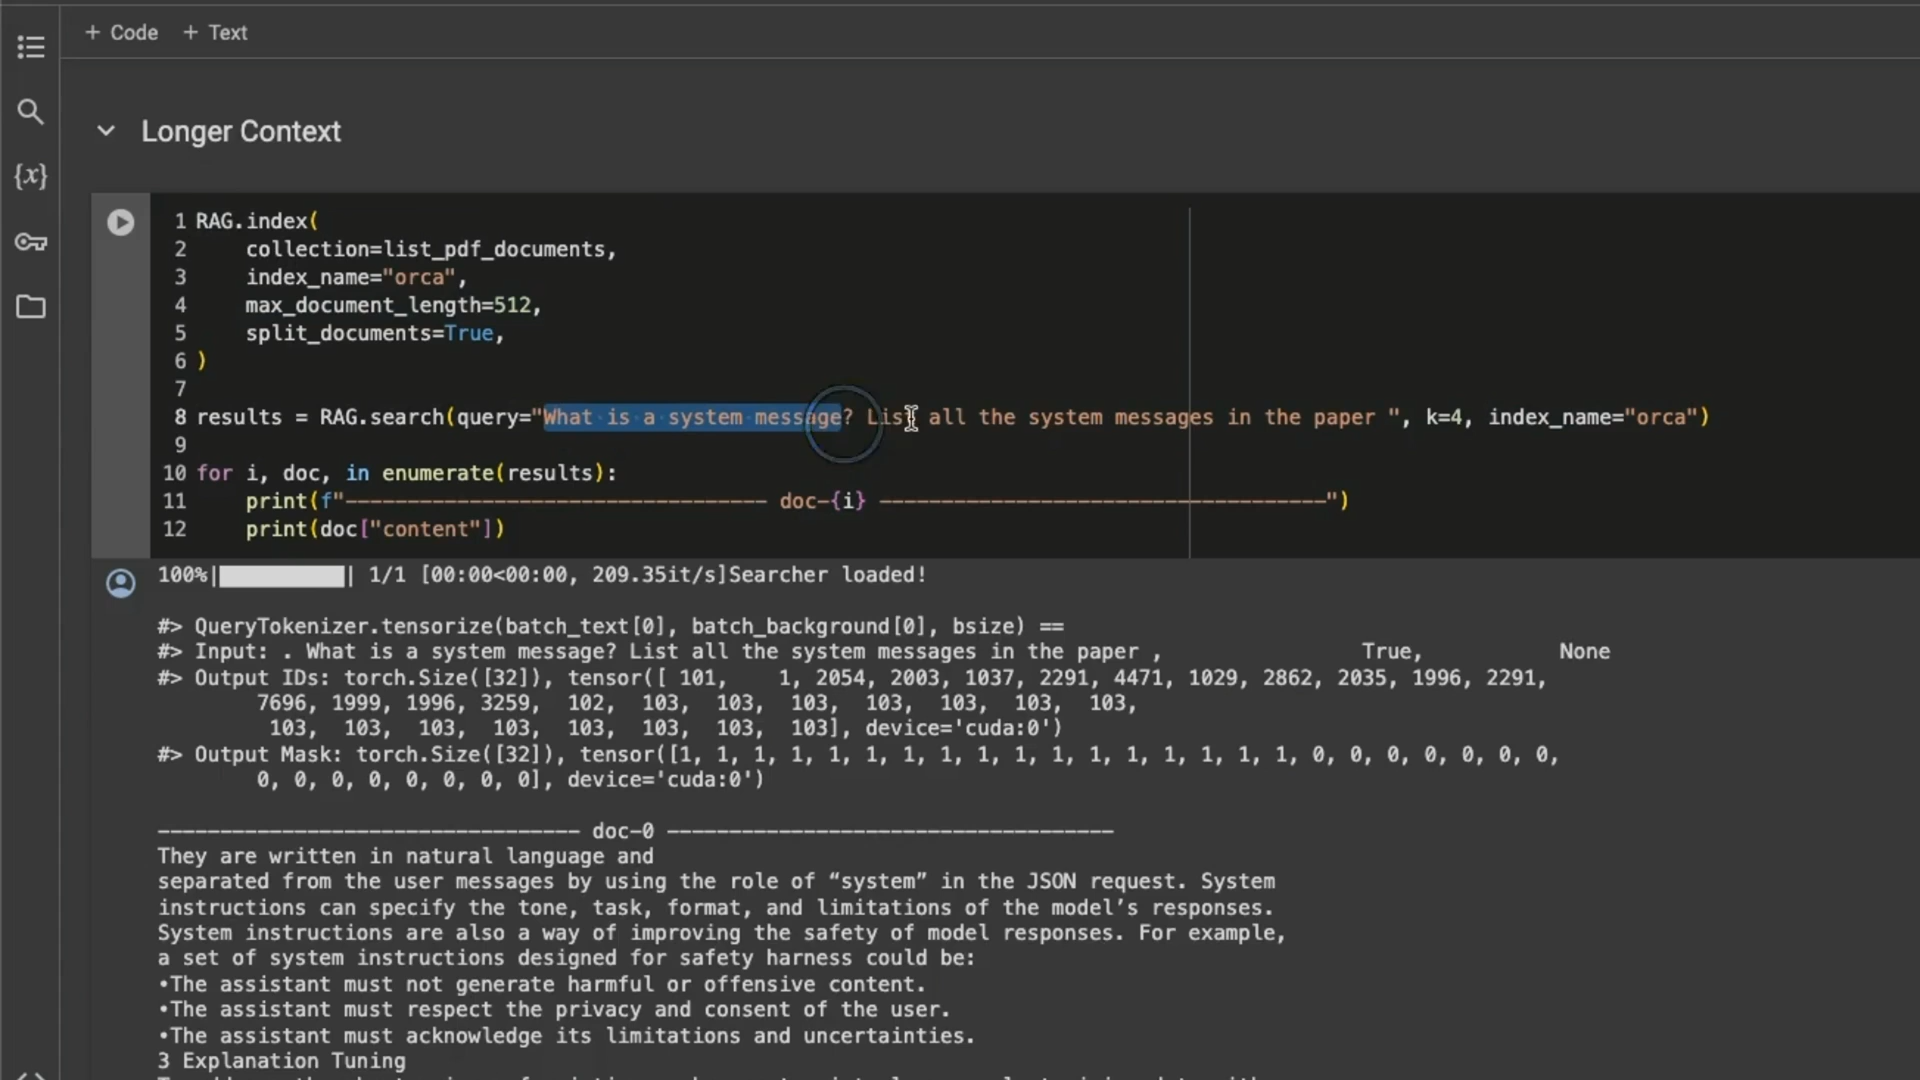 + Code + Text
Longer Context
{x}
1 RAG.index(
2 collection=list_pdf_documents,
3 index_name="orca",
4 max_document_length=512,
5 split_documents=True,
6 )
7
8 results = RAG.search(query="What is a system message? List all the system messages in the paper ", k=4, index_name="orca")
9
10 for i, doc, in enumerate(results):
11 print(f"—————————————————————————————————— doc-{i} ————————————————————————————————————")
12 print(doc["content"])
100%|██████████| 1/1 [00:00<00:00, 209.35it/s]Searcher loaded!
#> QueryTokenizer.tensorize(batch_text[0], batch_background[0], bsize) ==
#> Input: . What is a system message? List all the system messages in the paper , True, None
#> Output IDs: torch.Size([32]), tensor([ 101, 1, 2054, 2003, 1037, 2291, 4471, 1029, 2862, 2035, 1996, 2291,
7696, 1999, 1996, 3259, 102, 103, 103, 103, 103, 103, 103, 103,
103, 103, 103, 103, 103, 103, 103, 103], device='cuda:0')
#> Output Mask: torch.Size([32]), tensor([1, 1, 1, 1, 1, 1, 1, 1, 1, 1, 1, 1, 1, 1, 1, 1, 1, 0, 0, 0, 0, 0, 0, 0,
0, 0, 0, 0, 0, 0, 0, 0], device='cuda:0')
—————————————————————————————————— doc-0 ————————————————————————————————————
They are written in natural language and
separated from the user messages by using the role of “system” in the JSON request. System
instructions can specify the tone, task, format, and limitations of the model’s responses.
System instructions are also a way of improving the safety of model responses. For example,
a set of system instructions designed for safety harness could be:
•The assistant must not generate harmful or offensive content.
•The assistant must respect the privacy and consent of the user.
•The assistant must acknowledge its limitations and uncertainties.
3 Explanation Tuning